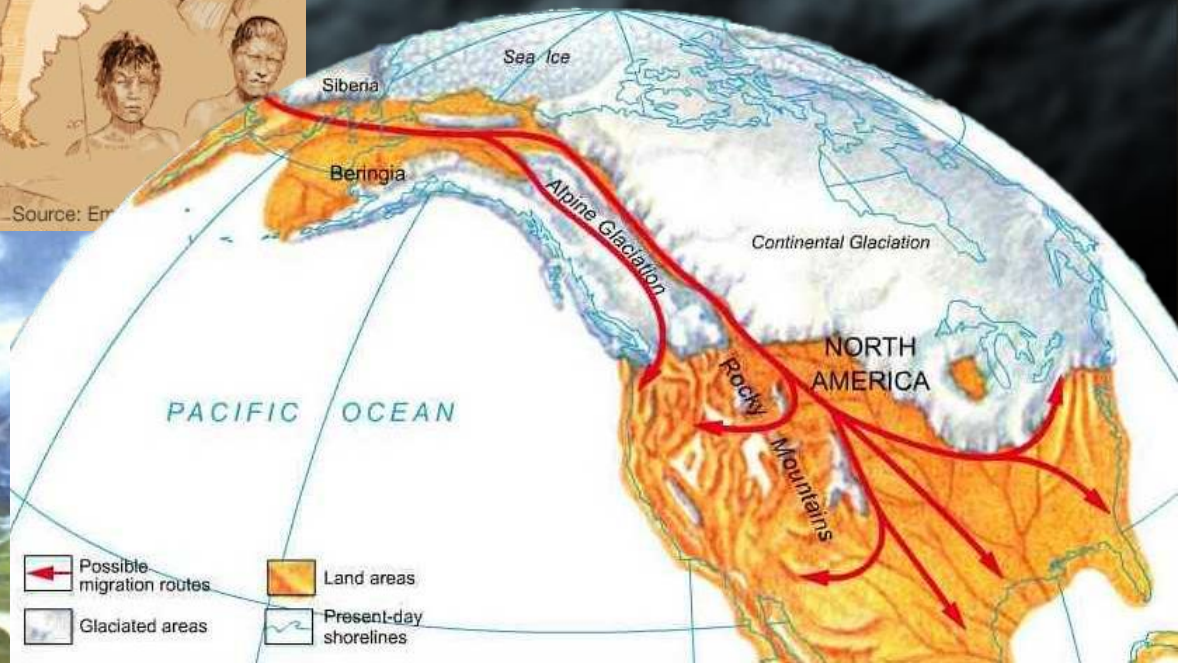 Source: Em
Siberia
Sea Ice
Beringia
Alpine Glaciation
Continental Glaciation
NORTH
AMERICA
Rocky
Mountains
PACIFIC OCEAN
Possible
migration routes
Land areas
Glaciated areas
Present-day
shorelines